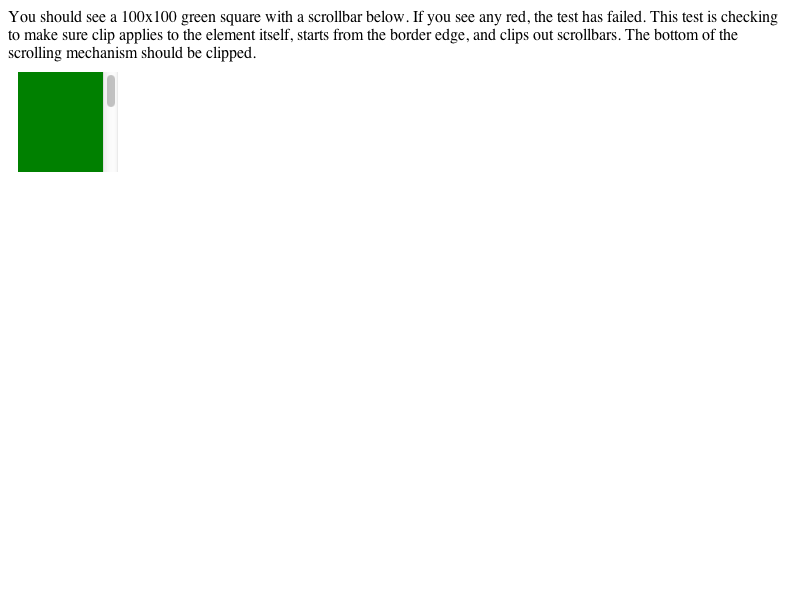 You should see a 100x100 green square with a scrollbar below. If you see any red, the test has failed. This test is checking
to make sure clip applies to the element itself, starts from the border edge, and clips out scrollbars. The bottom of the
scrolling mechanism should be clipped.